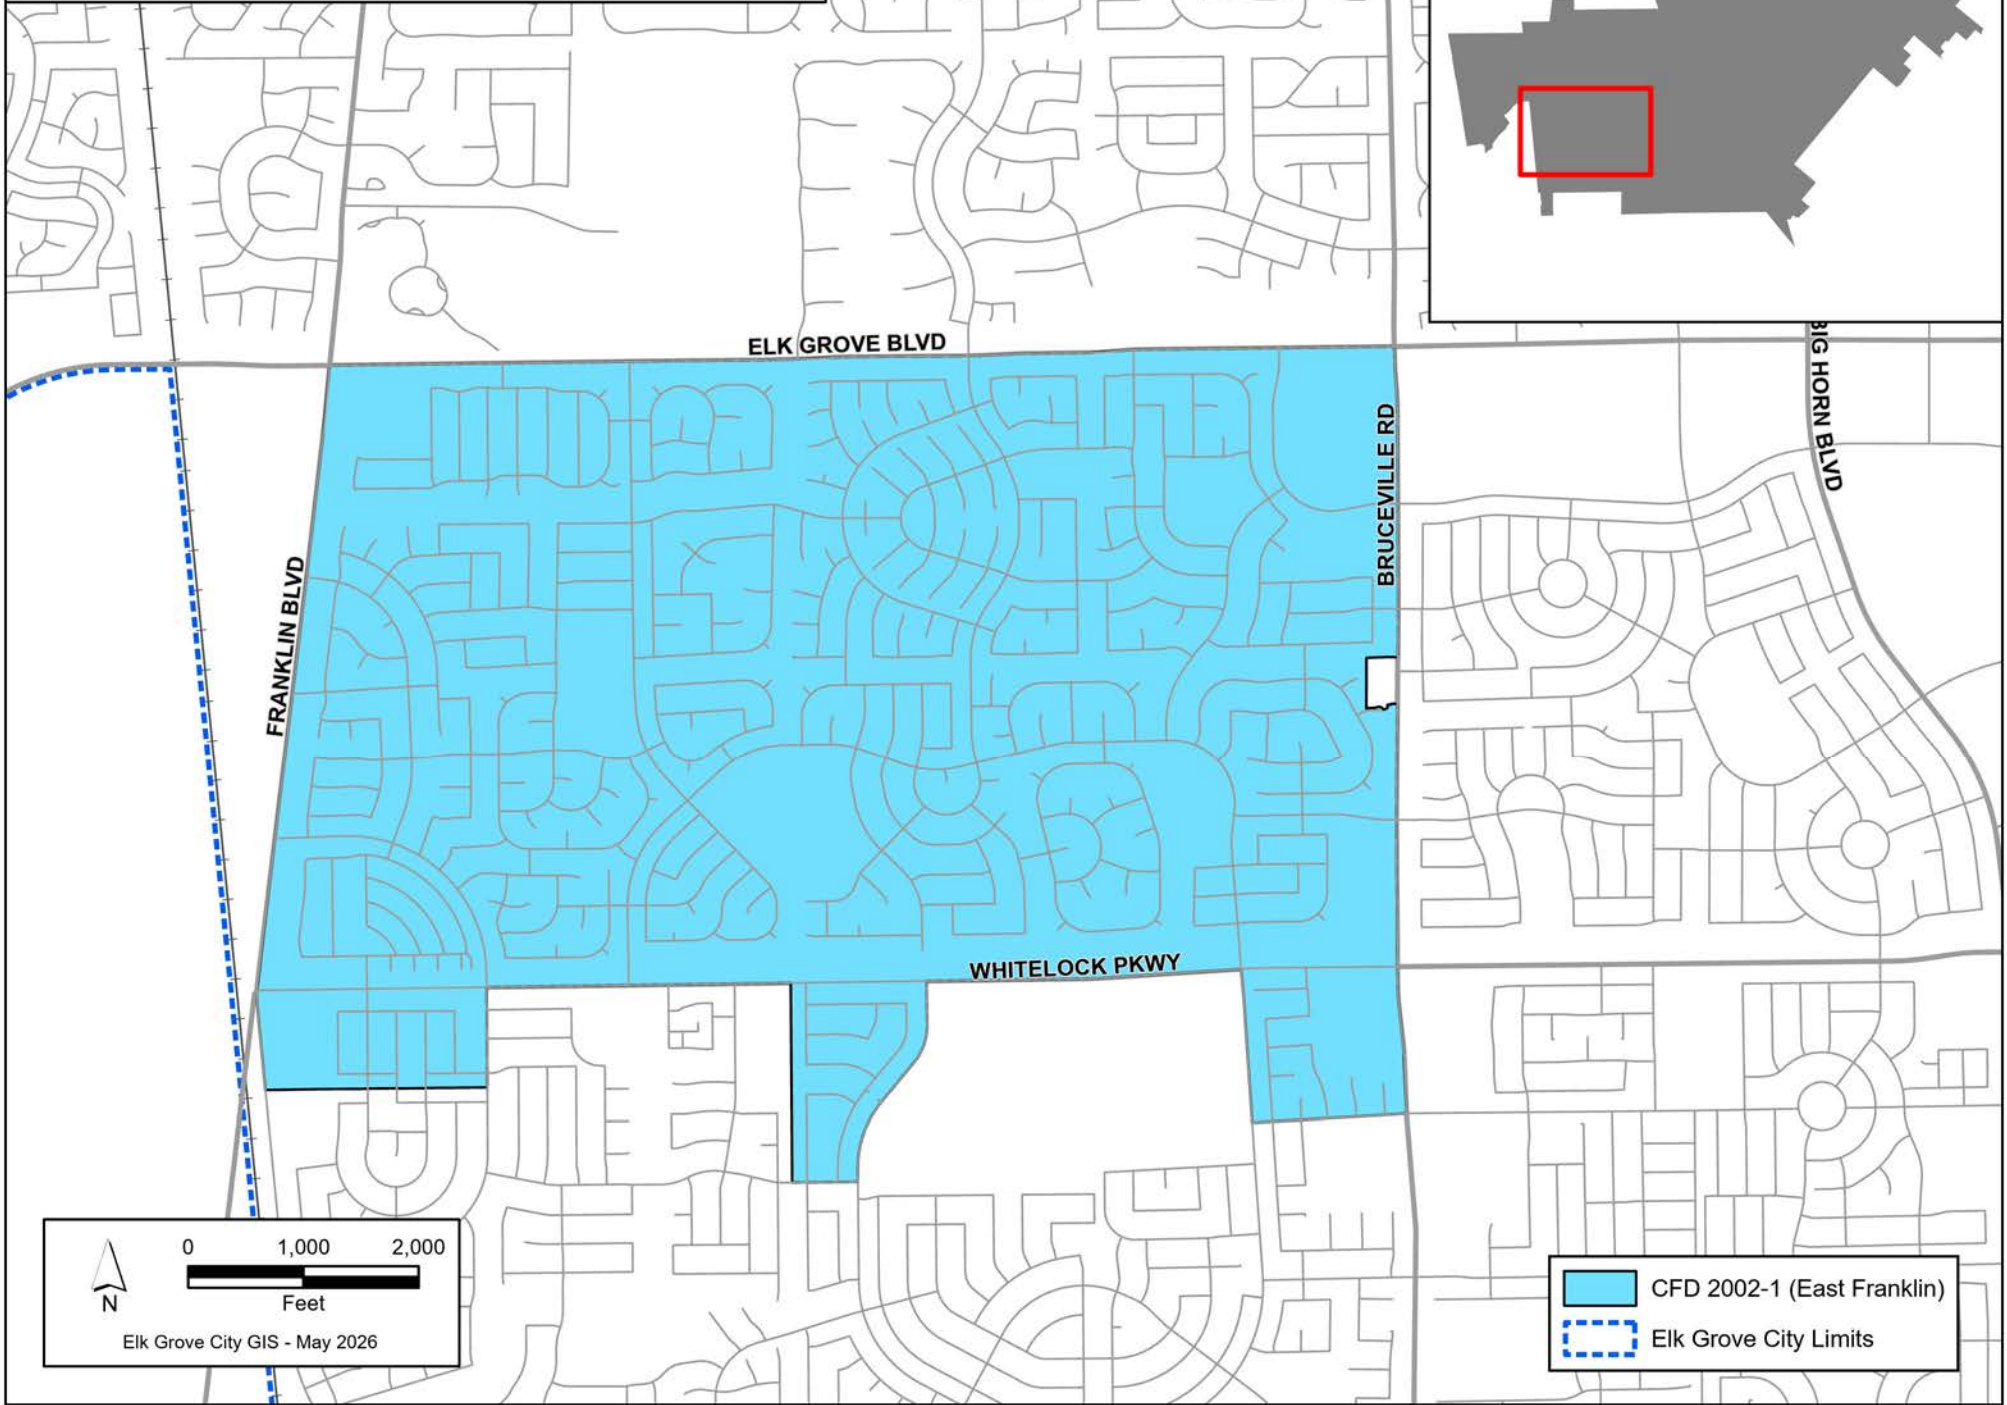 ELK GROVE BLVD
BIG HORN BLVD
BRUCEVILLE RD
FRANKLIN BLVD
WHITELOCK PKWY
0 1,000 2,000
Feet
N
Elk Grove City GIS - May 2026
CFD 2002-1 (East Franklin)
Elk Grove City Limits